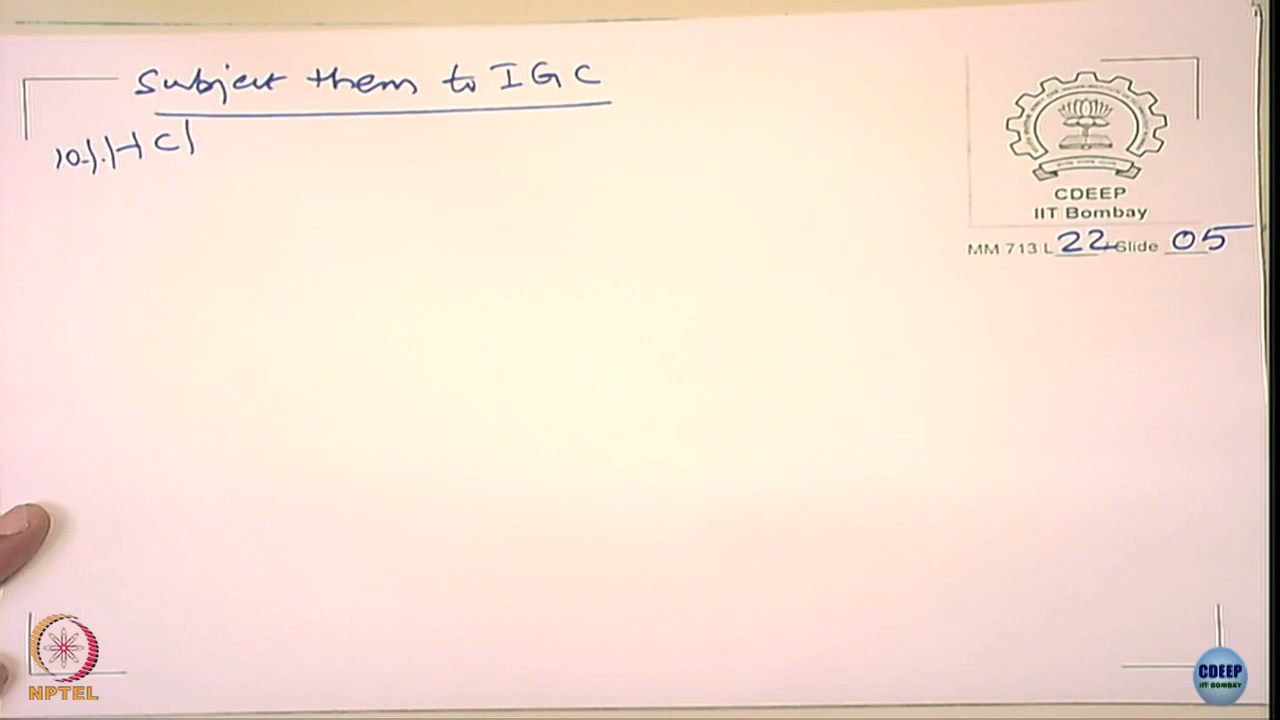 Subject them to IGC
10% HCl
CDEEP
IIT Bombay
MM 713 L 22 Slide 05
NPTEL
CDEEP
IIT BOMBAY